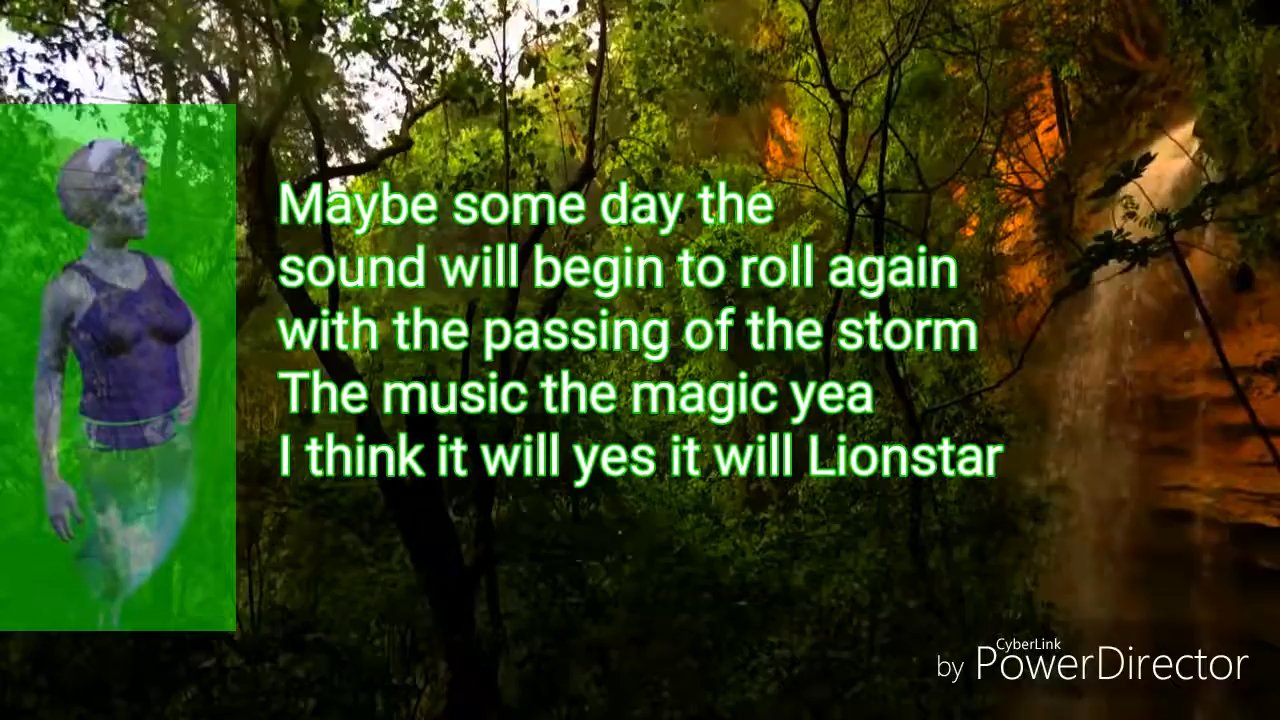 Maybe some day the
sound will begin to roll again
with the passing of the storm
The music the magic yea
I think it will yes it will Lionstar
CyberLink
by PowerDirector